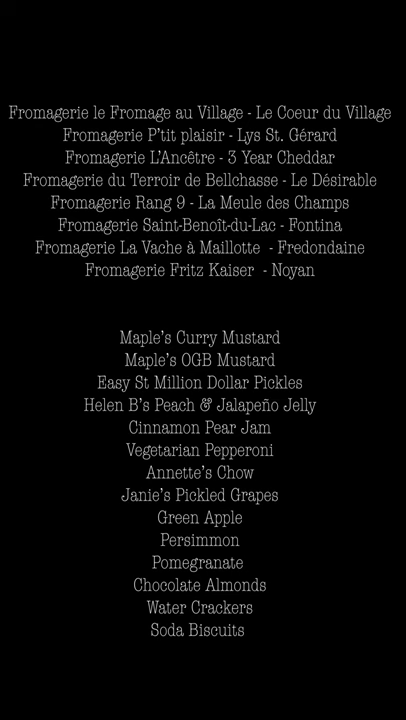 Fromagerie le Fromage au Village - Le Coeur du Village
Fromagerie P'tit plaisir - Lys St. Gérard
Fromagerie L'Ancêtre - 3 Year Cheddar
Fromagerie du Terroir de Bellchasse - Le Désirable
Fromagerie Rang 9 - La Meule des Champs
Fromagerie Saint-Benoît-du-Lac - Fontina
Fromagerie La Vache à Maillotte - Fredondaine
Fromagerie Fritz Kaiser - Noyan
Maple's Curry Mustard
Maple's OGB Mustard
Easy St Million Dollar Pickles
Helen B's Peach & Jalapeño Jelly
Cinnamon Pear Jam
Vegetarian Pepperoni
Annette's Chow
Janie's Pickled Grapes
Green Apple
Persimmon
Pomegranate
Chocolate Almonds
Water Crackers
Soda Biscuits